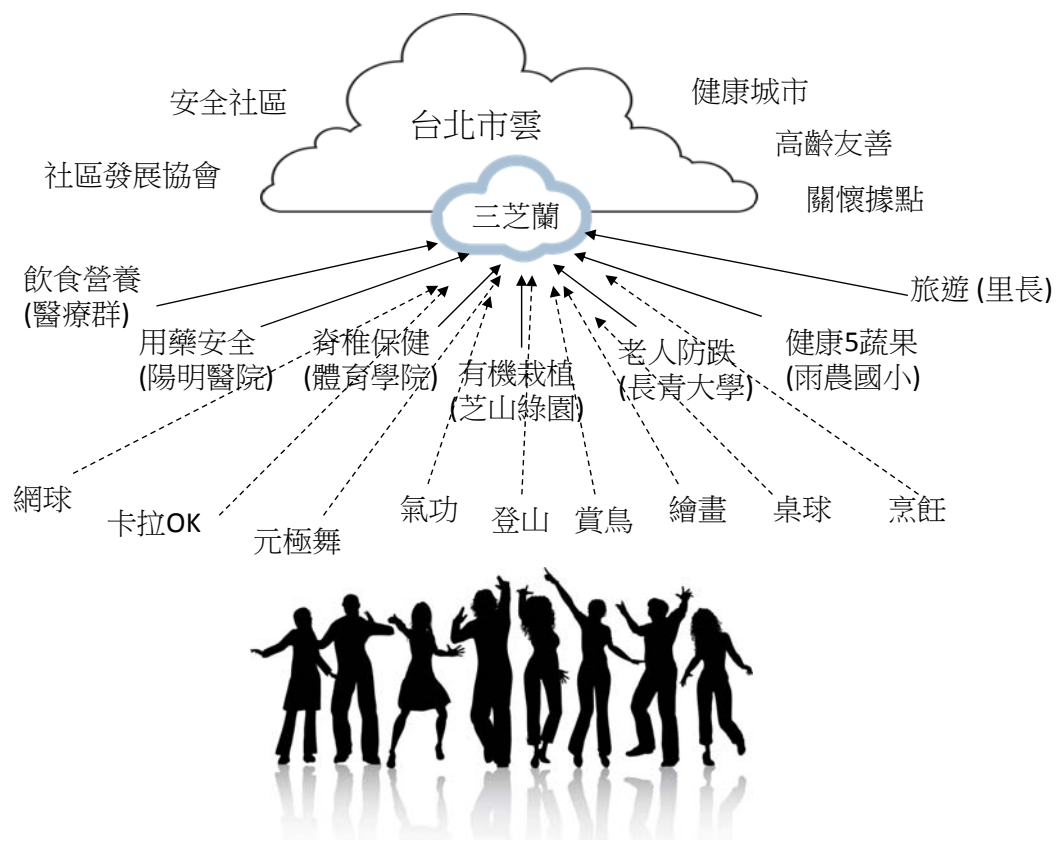 安全社區
健康城市
台北市雲
高齡友善
社區發展協會
關懷據點
三芝蘭
飲食營養
(醫療群)
旅遊 (里長)
用藥安全
(陽明醫院)
脊椎保健
(體育學院)
有機栽植
(芝山綠園)
老人防跌
(長青大學)
健康5蔬果
(雨農國小)
網球
卡拉OK
元極舞
氣功
登山
賞鳥
繪畫
桌球
烹飪